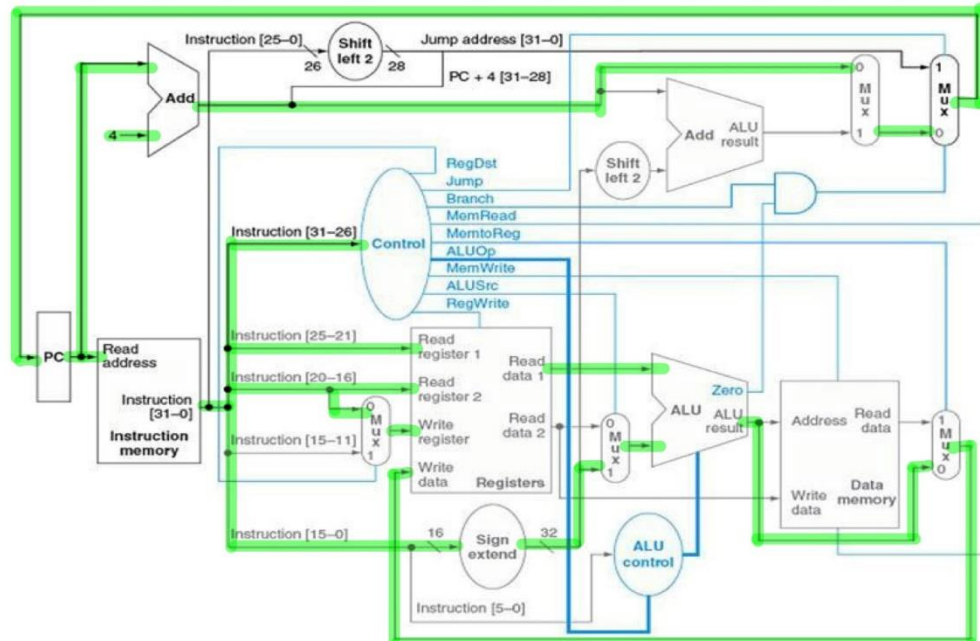 Instruction [25–0]
Shift
left 2
Jump address [31–0]
26
28
PC + 4 [31–28]
Add
4
0
M
u
x
1
1
M
u
x
0
Add
ALU
result
Shift
left 2
RegDst
Jump
Branch
MemRead
MemtoReg
ALUOp
MemWrite
ALUSrc
RegWrite
Control
Instruction [31–26]
PC
Read
address
Instruction
[31–0]
Instruction
memory
Instruction [25–21]
Instruction [20–16]
Instruction [15–11]
0
M
u
x
1
Read
register 1
Read
register 2
Write
register
Write
data
Read
data 1
Read
data 2
Registers
0
M
u
x
1
Zero
ALU
ALU
result
Address
Read
data
Write
data
Data
memory
1
M
u
x
0
Instruction [15–0]
16
Sign
extend
32
ALU
control
Instruction [5–0]